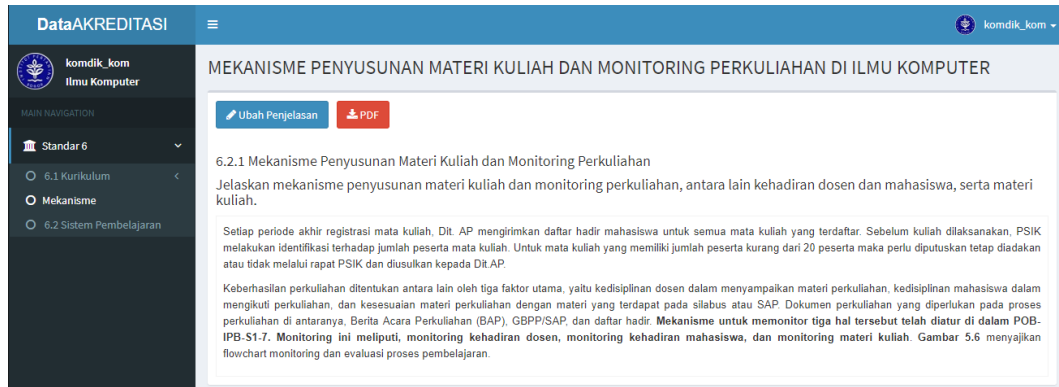 DataAKREDITASI
komdik_kom
komdik_kom
Ilmu Komputer
MAIN NAVIGATION
Standar 6
6.1 Kurikulum
Mekanisme
6.2 Sistem Pembelajaran
MEKANISME PENYUSUNAN MATERI KULIAH DAN MONITORING PERKULIAHAN DI ILMU KOMPUTER
Ubah Penjelasan
PDF
6.2.1 Mekanisme Penyusunan Materi Kuliah dan Monitoring Perkuliahan
Jelaskan mekanisme penyusunan materi kuliah dan monitoring perkuliahan, antara lain kehadiran dosen dan mahasiswa, serta materi
kuliah.
Setiap periode akhir registrasi mata kuliah, Dit. AP mengirimkan daftar hadir mahasiswa untuk semua mata kuliah yang terdaftar. Sebelum kuliah dilaksanakan, PSIK
melakukan identifikasi terhadap jumlah peserta mata kuliah. Untuk mata kuliah yang memiliki jumlah peserta kurang dari 20 peserta maka perlu diputuskan tetap diadakan
atau tidak melalui rapat PSIK dan diusulkan kepada Dit.AP.
Keberhasilan perkuliahan ditentukan antara lain oleh tiga faktor utama, yaitu kedisiplinan dosen dalam menyampaikan materi perkuliahan, kedisiplinan mahasiswa dalam
mengikuti perkuliahan, dan kesesuaian materi perkuliahan dengan materi yang terdapat pada silabus atau SAP. Dokumen perkuliahan yang diperlukan pada proses
perkuliahan di antaranya, Berita Acara Perkuliahan (BAP), GBPP/SAP, dan daftar hadir. Mekanisme untuk memonitor tiga hal tersebut telah diatur di dalam POB-
IPB-S1-7. Monitoring ini meliputi, monitoring kehadiran dosen, monitoring kehadiran mahasiswa, dan monitoring materi kuliah. Gambar 5.6 menyajikan
flowchart monitoring dan evaluasi proses pembelajaran.